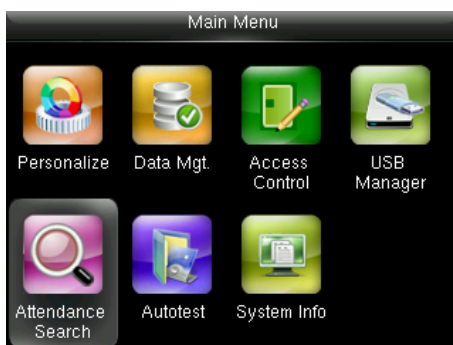 Main Menu
Personalize
Data Mgt.
Access
Control
USB
Manager
Attendance
Search
Autotest
System Info